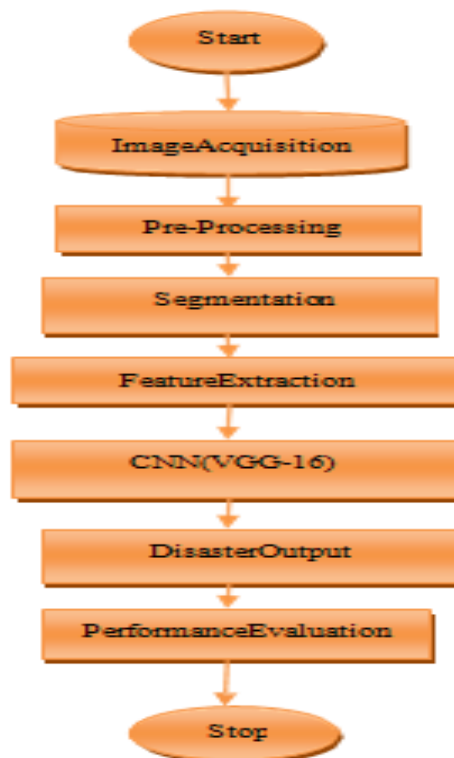 Start
ImageAcquisition
Pre-Processing
Segmentation
FeatureExtraction
CNN(VGG-16)
DisasterOutput
PerformanceEvaluation
Stop